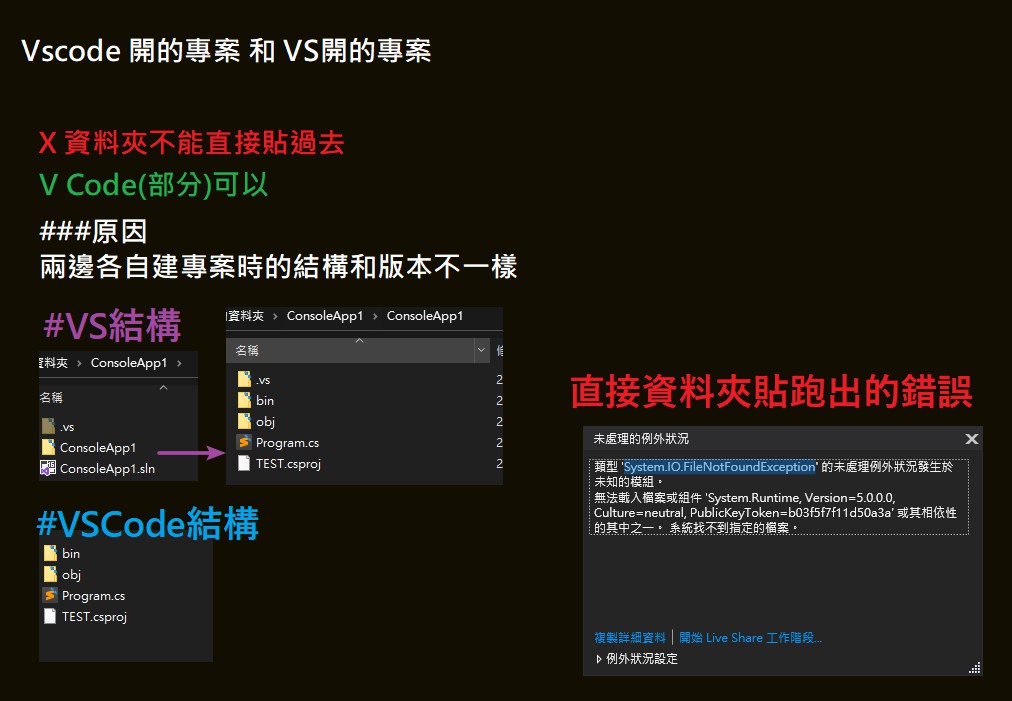 Vscode 開的專案 和 VS開的專案
X 資料夾不能直接貼過去
V Code(部分)可以
###原因
兩邊各自建專案時的結構和版本不一樣
#VS結構
資料夾 › ConsoleApp1 ›
名稱
.vs
ConsoleApp1
ConsoleApp1.sln
資料夾 › ConsoleApp1 › ConsoleApp1
名稱
.vs 2
bin 2
obj 2
Program.cs 2
TEST.csproj 2
#VSCode結構
bin
obj
Program.cs
TEST.csproj
直接資料夾貼跑出的錯誤
未處理的例外狀況
類型 'System.IO.FileNotFoundException' 的未處理例外狀況發生於
未知的模組。
無法載入檔案或組件 'System.Runtime, Version=5.0.0.0,
Culture=neutral, PublicKeyToken=b03f5f7f11d50a3a' 或其相依性
的其中之一。 系統找不到指定的檔案。
複製詳細資料 | 開始 Live Share 工作階段...
例外狀況設定